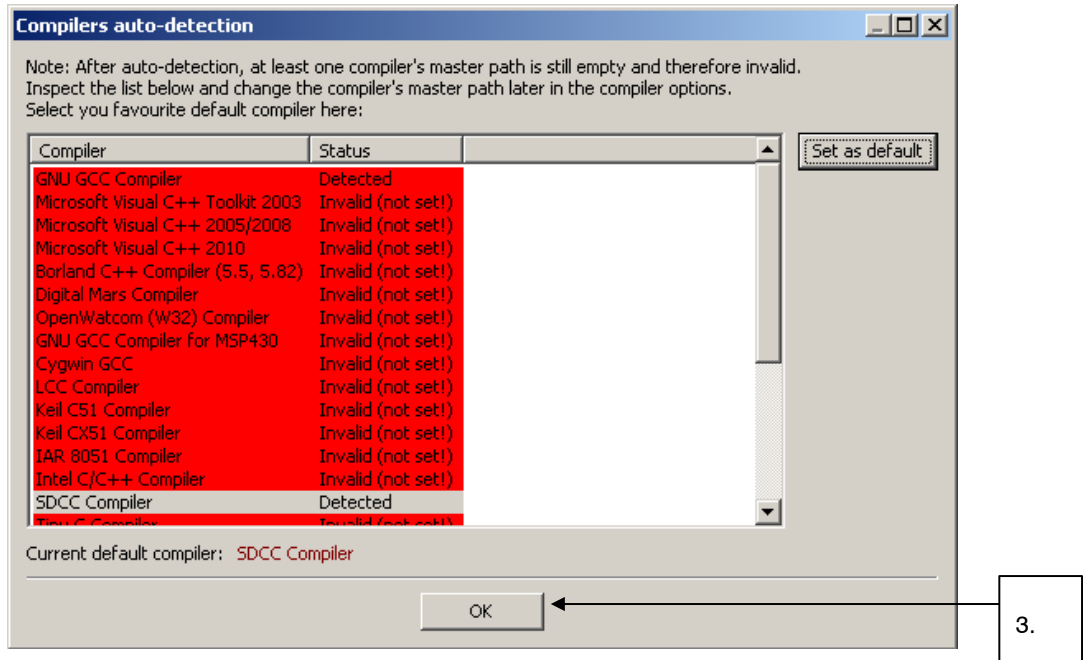 Compilers auto-detection
Note: After auto-detection, at least one compiler's master path is still empty and therefore invalid.
Inspect the list below and change the compiler's master path later in the compiler options.
Select you favourite default compiler here:
Compiler Status
Set as default
GNU GCC Compiler Detected
Microsoft Visual C++ Toolkit 2003 Invalid (not set!)
Microsoft Visual C++ 2005/2008 Invalid (not set!)
Microsoft Visual C++ 2010 Invalid (not set!)
Borland C++ Compiler (5.5, 5.82) Invalid (not set!)
Digital Mars Compiler Invalid (not set!)
OpenWatcom (W32) Compiler Invalid (not set!)
GNU GCC Compiler for MSP430 Invalid (not set!)
Cygwin GCC Invalid (not set!)
LCC Compiler Invalid (not set!)
Keil C51 Compiler Invalid (not set!)
Keil CX51 Compiler Invalid (not set!)
IAR 8051 Compiler Invalid (not set!)
Intel C/C++ Compiler Invalid (not set!)
SDCC Compiler Detected
Tiny C Compiler Invalid (not set!)
Current default compiler: SDCC Compiler
OK
3.